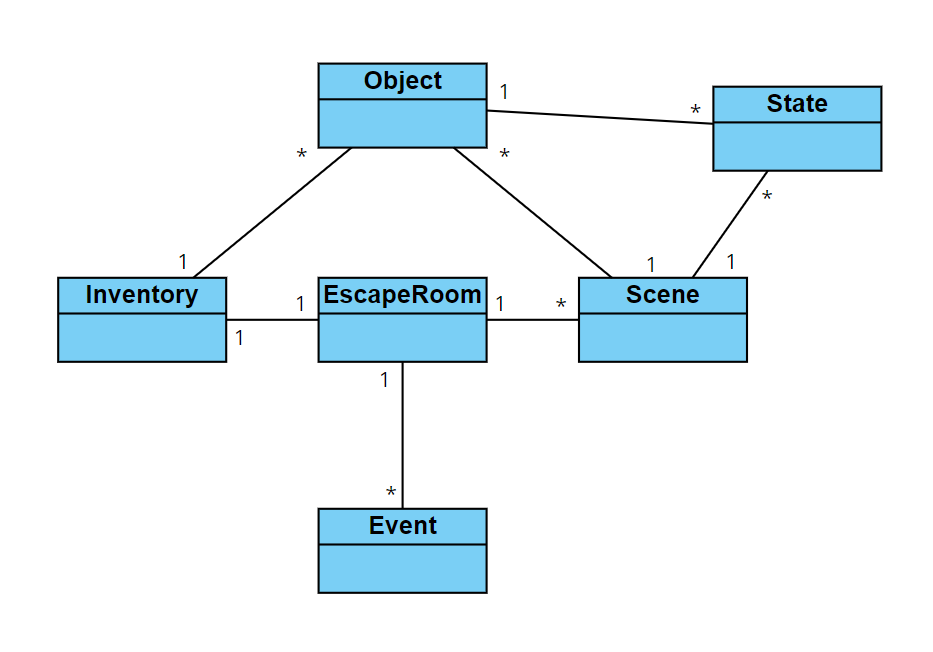 Object
1
*
State
*
*
*
1
1
1
Inventory
1
EscapeRoom
1
*
Scene
1
1
*
Event